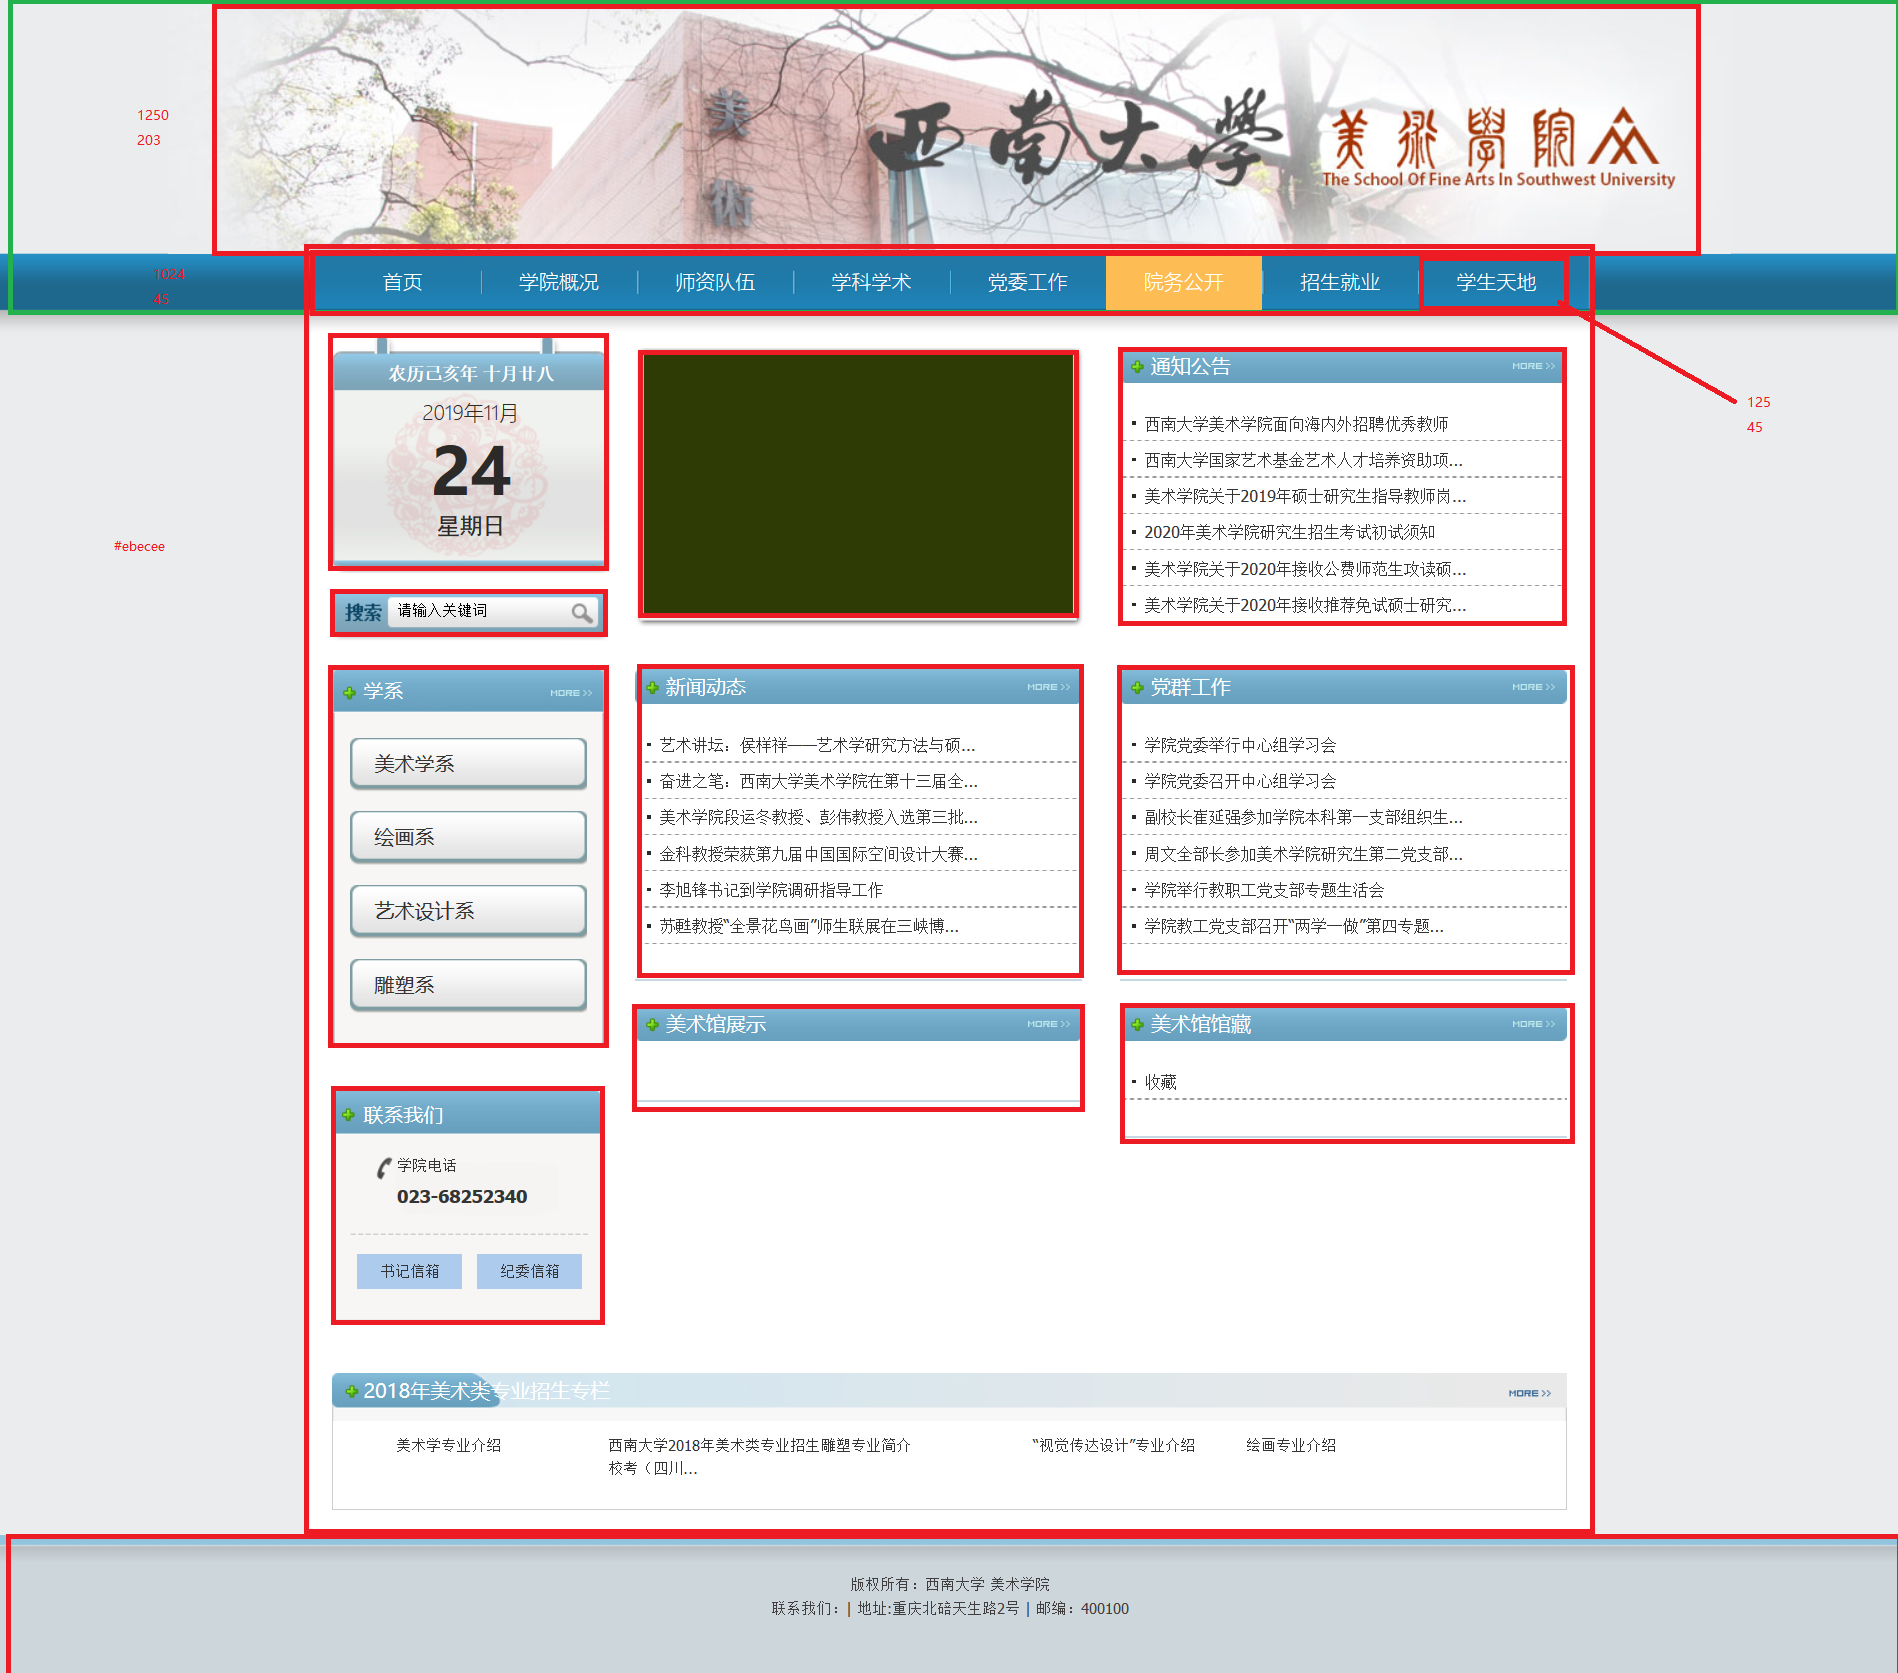 美术
西南大学
美術學院
The School Of Fine Arts In Southwest University
1250
203
1024
45
首页
学院概况
师资队伍
学科学术
党委工作
院务公开
招生就业
学生天地
125
45
#ebecee
农历己亥年 十月廿八
2019年11月
24
星期日
搜索 请输入关键词
通知公告
MORE >>
西南大学美术学院面向海内外招聘优秀教师
西南大学国家艺术基金艺术人才培养资助项...
美术学院关于2019年硕士研究生指导教师岗...
2020年美术学院研究生招生考试初试须知
美术学院关于2020年接收公费师范生攻读硕...
美术学院关于2020年接收推荐免试硕士研究...
学系
MORE >>
美术学系
绘画系
艺术设计系
雕塑系
新闻动态
MORE >>
艺术讲坛：侯样祥——艺术学研究方法与硕...
奋进之笔：西南大学美术学院在第十三届全...
美术学院段运冬教授、彭伟教授入选第三批...
金科教授荣获第九届中国国际空间设计大赛...
李旭锋书记到学院调研指导工作
苏甦教授“全景花鸟画”师生联展在三峡博...
党群工作
MORE >>
学院党委举行中心组学习会
学院党委召开中心组学习会
副校长崔延强参加学院本科第一支部组织生...
周文全部长参加美术学院研究生第二党支部...
学院举行教职工党支部专题生活会
学院教工党支部召开“两学一做”第四专题...
美术馆展示
MORE >>
美术馆馆藏
MORE >>
收藏
联系我们
学院电话
023-68252340
书记信箱
纪委信箱
2018年美术类专业招生专栏
MORE >>
美术学专业介绍
西南大学2018年美术类专业招生雕塑专业简介
校考（四川...
“视觉传达设计”专业介绍
绘画专业介绍
版权所有：西南大学 美术学院
联系我们：| 地址:重庆北碚天生路2号 | 邮编：400100